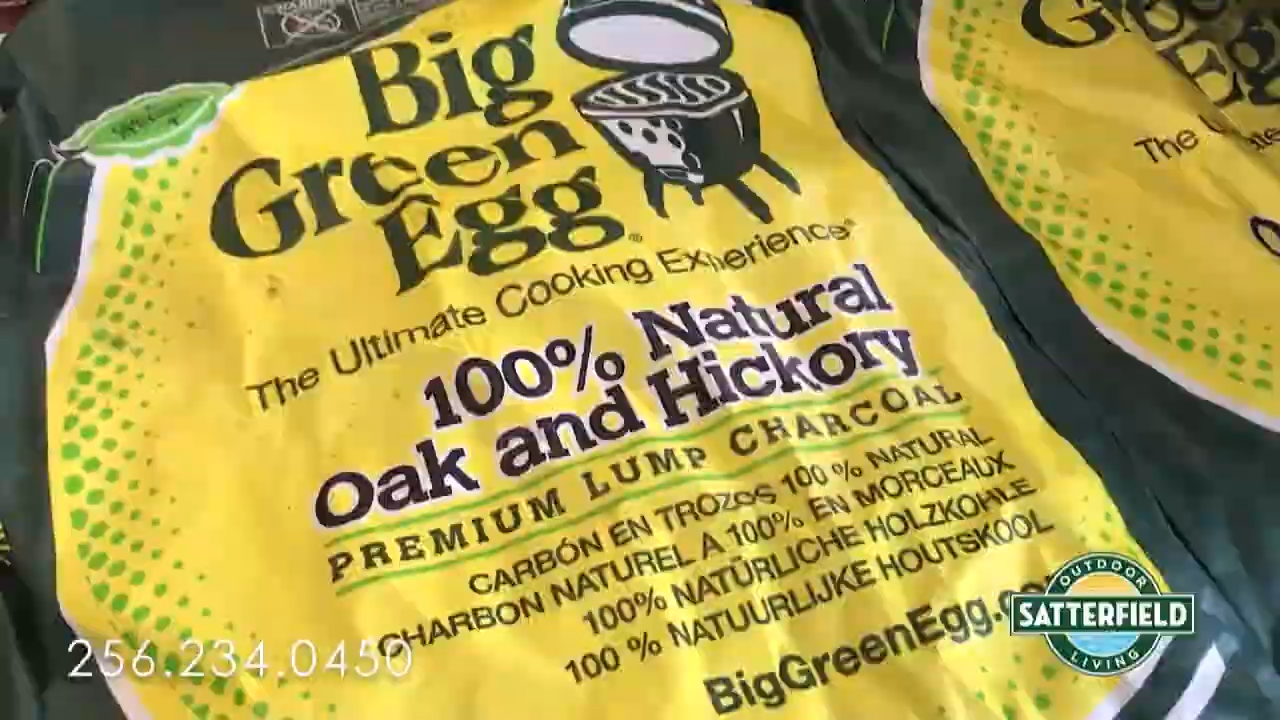 Big
Green
Egg®
The Ultimate Cooking Experience®
100% Natural
Oak and Hickory
PREMIUM LUMP CHARCOAL
CARBÓN EN TROZOS 100 % NATURAL
CHARBON NATUREL À 100% EN MORCEAUX
100% NATÜRLICHE HOLZKOHLE
100 % NATUURLIJKE HOUTSKOOL
BigGreenEgg.co
The
256.234.0450
OUTDOOR
SATTERFIELD
LIVING